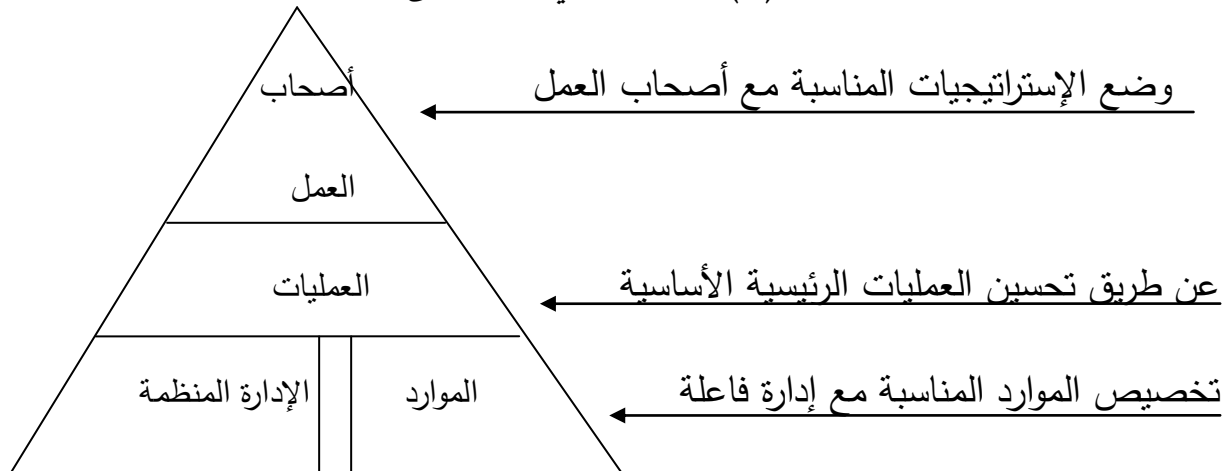 أصحاب
وضع الإستراتيجيات المناسبة مع أصحاب العمل
العمل
العمليات
عن طريق تحسين العمليات الرئيسية الأساسية
الموارد
الإدارة المنظمة
تخصيص الموارد المناسبة مع إدارة فاعلة